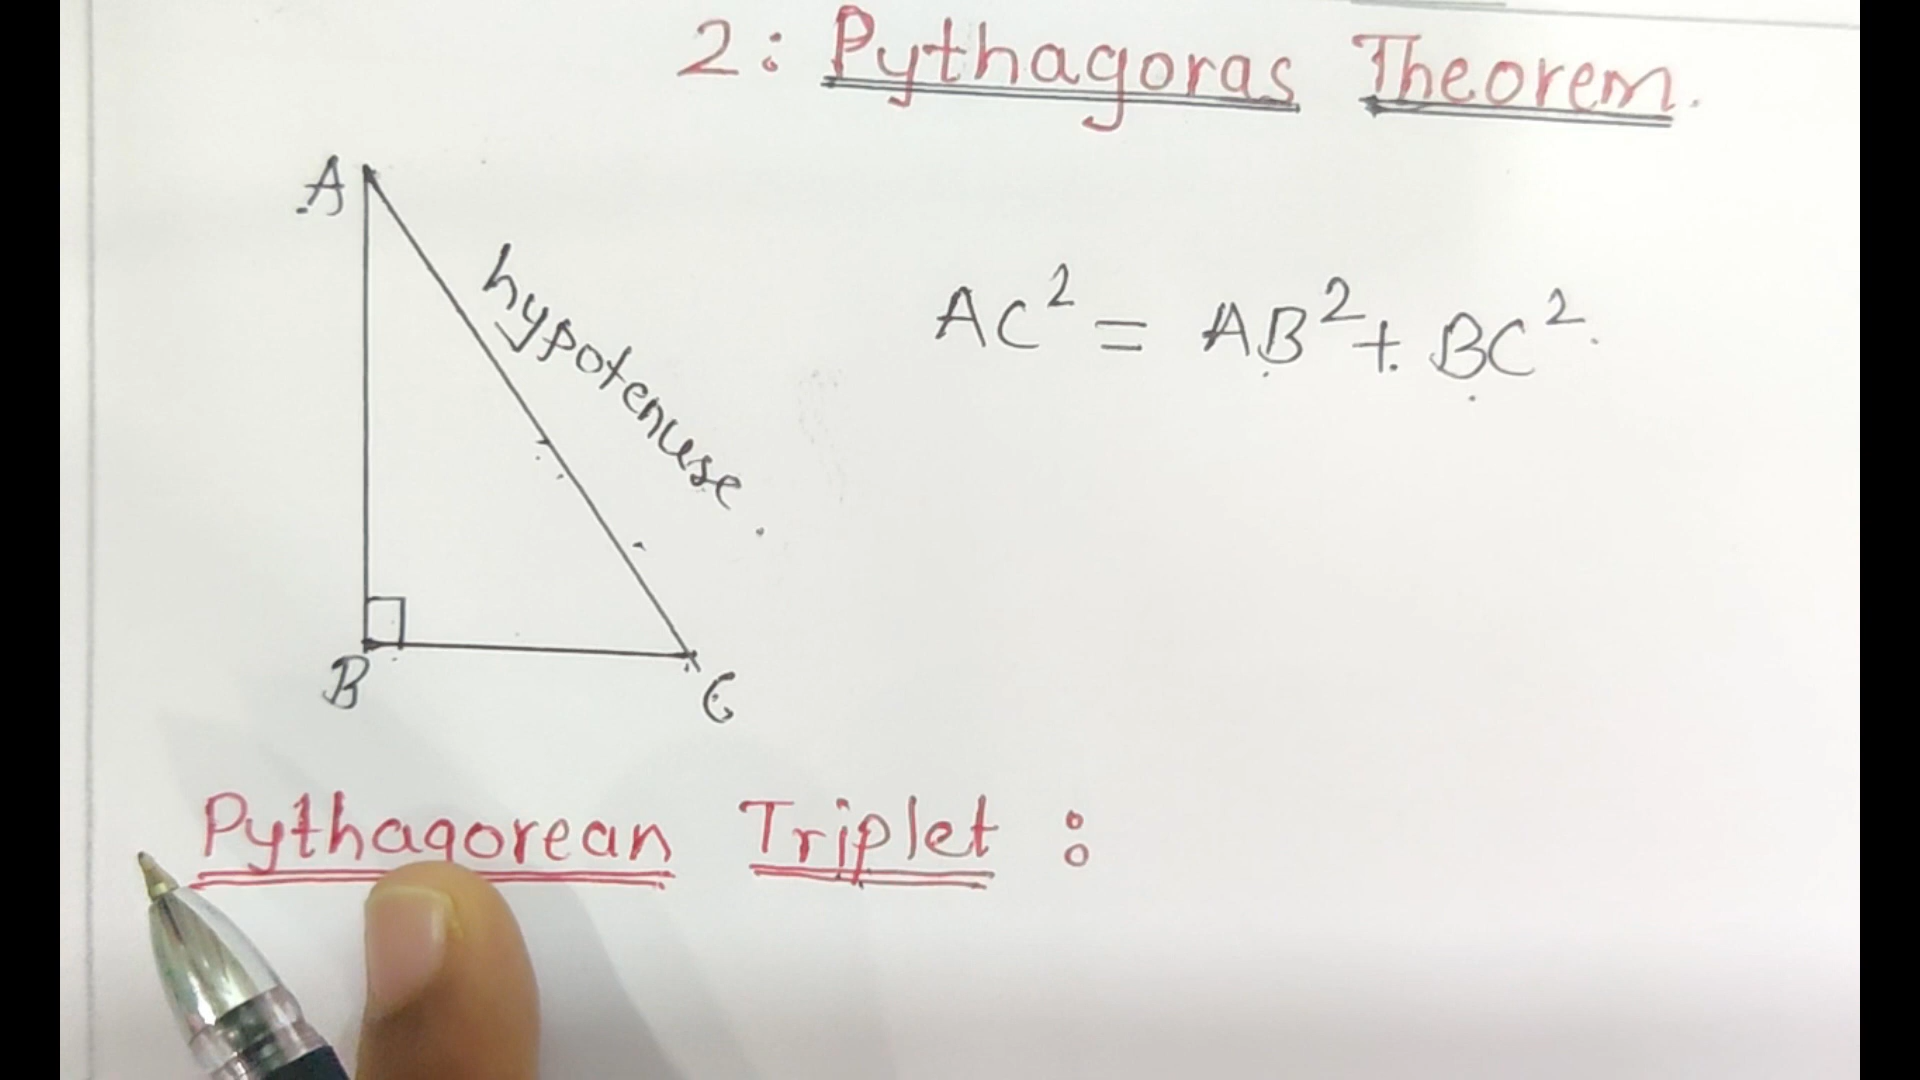 2: Pythagoras Theorem.
A
hypotenuse.
AC² = AB² + BC².
B
C
Pythagorean Triplet :